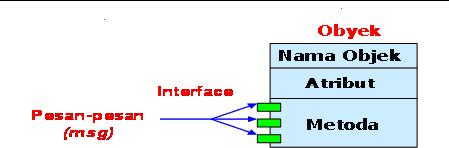 Obyek
Nama Objek
Atribut
Interface
Pesan-pesan
(msg)
Metoda